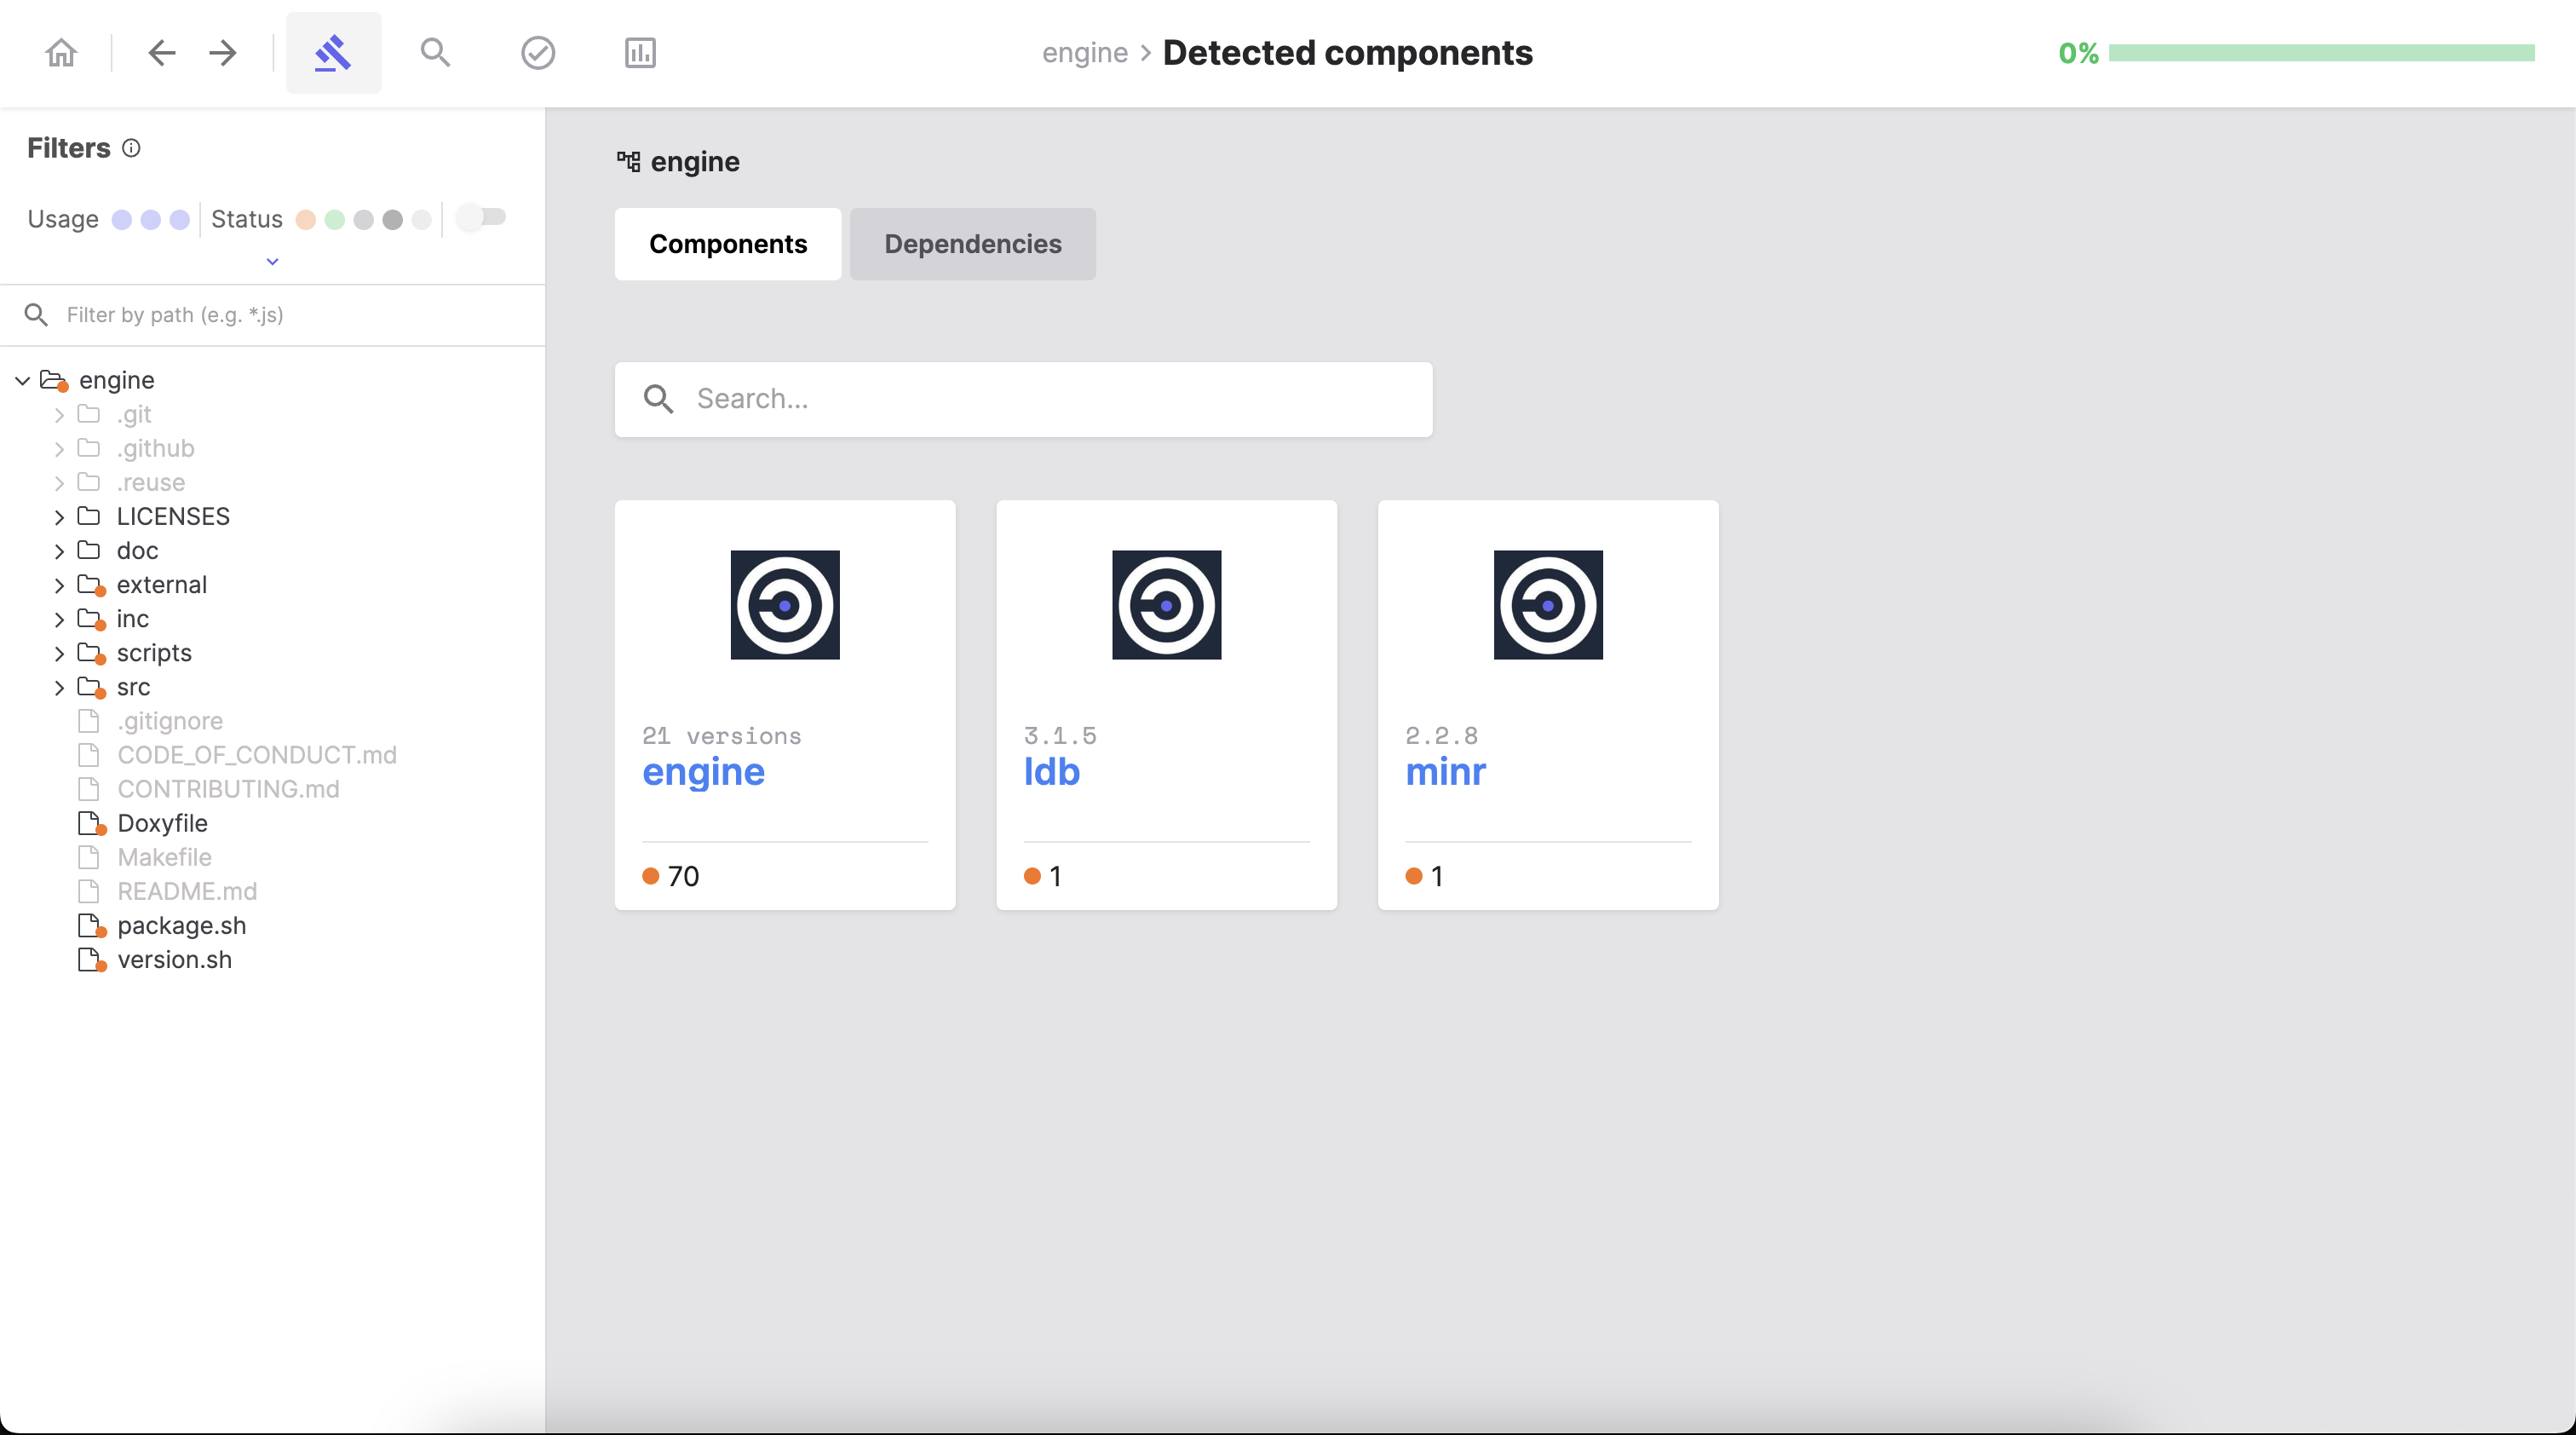 engine > Detected components
0%
Filters
Usage
Status
Filter by path (e.g. *.js)
engine
.git
.github
.reuse
LICENSES
doc
external
inc
scripts
src
.gitignore
CODE_OF_CONDUCT.md
CONTRIBUTING.md
Doxyfile
Makefile
README.md
package.sh
version.sh
engine
Components
Dependencies
Search...
21 versions
engine
70
3.1.5
ldb
1
2.2.8
minr
1